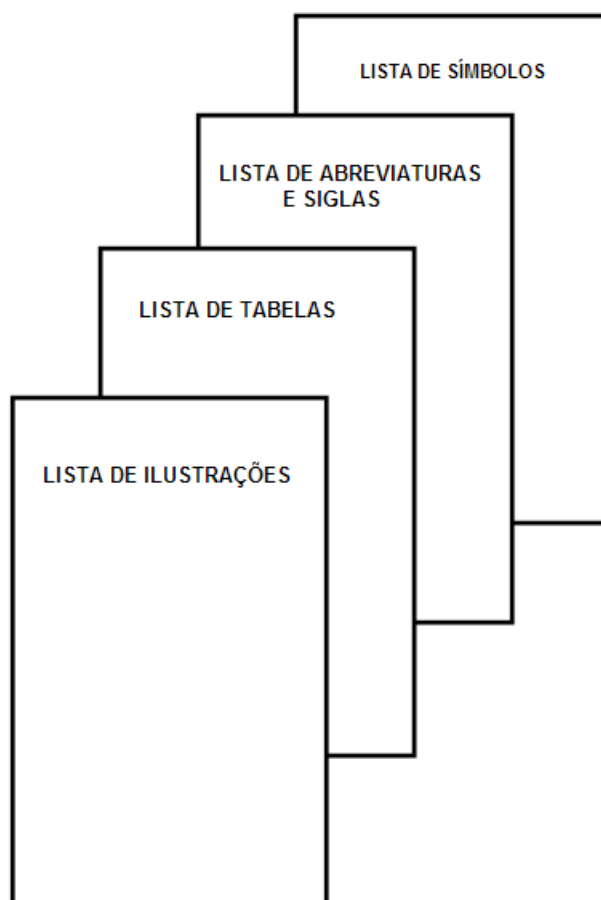 LISTA DE SÍMBOLOS
LISTA DE ABREVIATURAS
E SIGLAS
LISTA DE TABELAS
LISTA DE ILUSTRAÇÕES